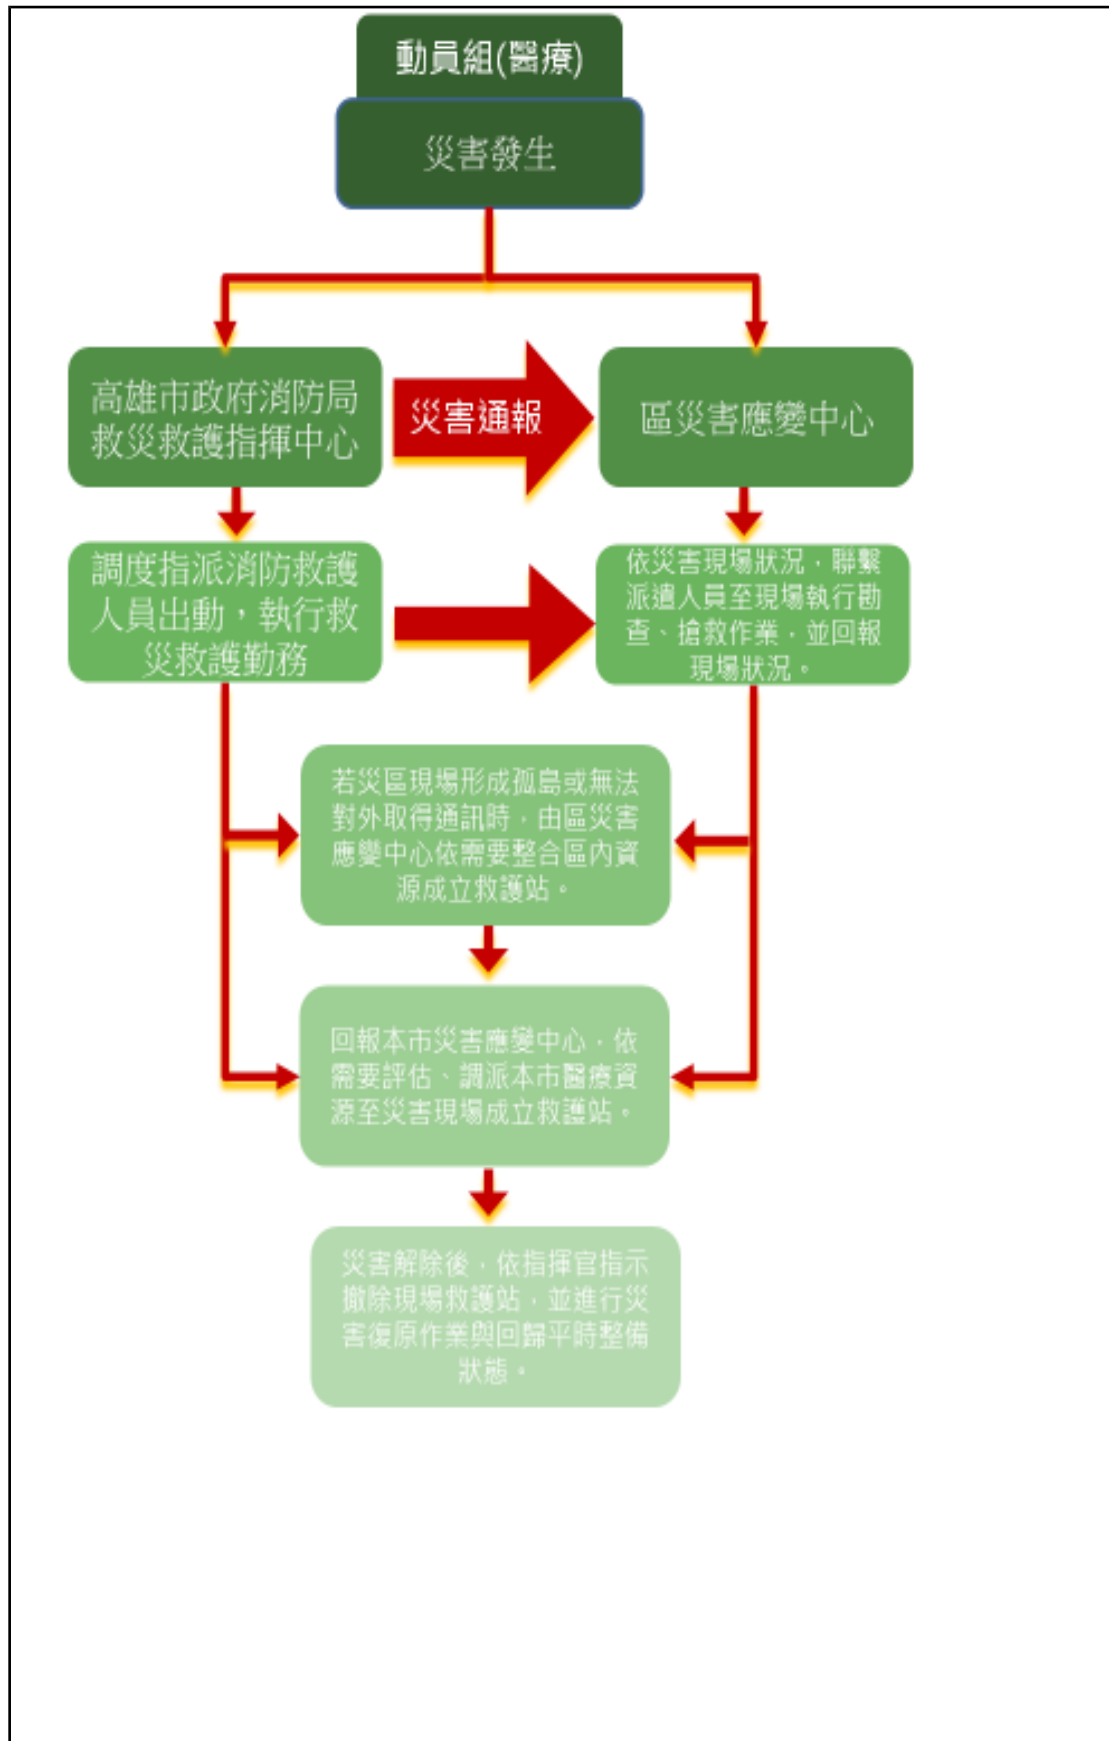 動員組(醫療)
災害發生
高雄市政府消防局
救災救護指揮中心
災害通報
區災害應變中心
調度指派消防救護
人員出動，執行救
災救護勤務
依災害現場狀況，聯繫
派遣人員至現場執行勘
查、搶救作業，並回報
現場狀況。
若災區現場形成孤島或無法
對外取得通訊時，由區災害
應變中心依需要整合區內資
源成立救護站。
回報本市災害應變中心，依
需要評估、調派本市醫療資
源至災害現場成立救護站。
災害解除後，依指揮官指示
撤除現場救護站，並進行災
害復原作業與回歸平時整備
狀態。